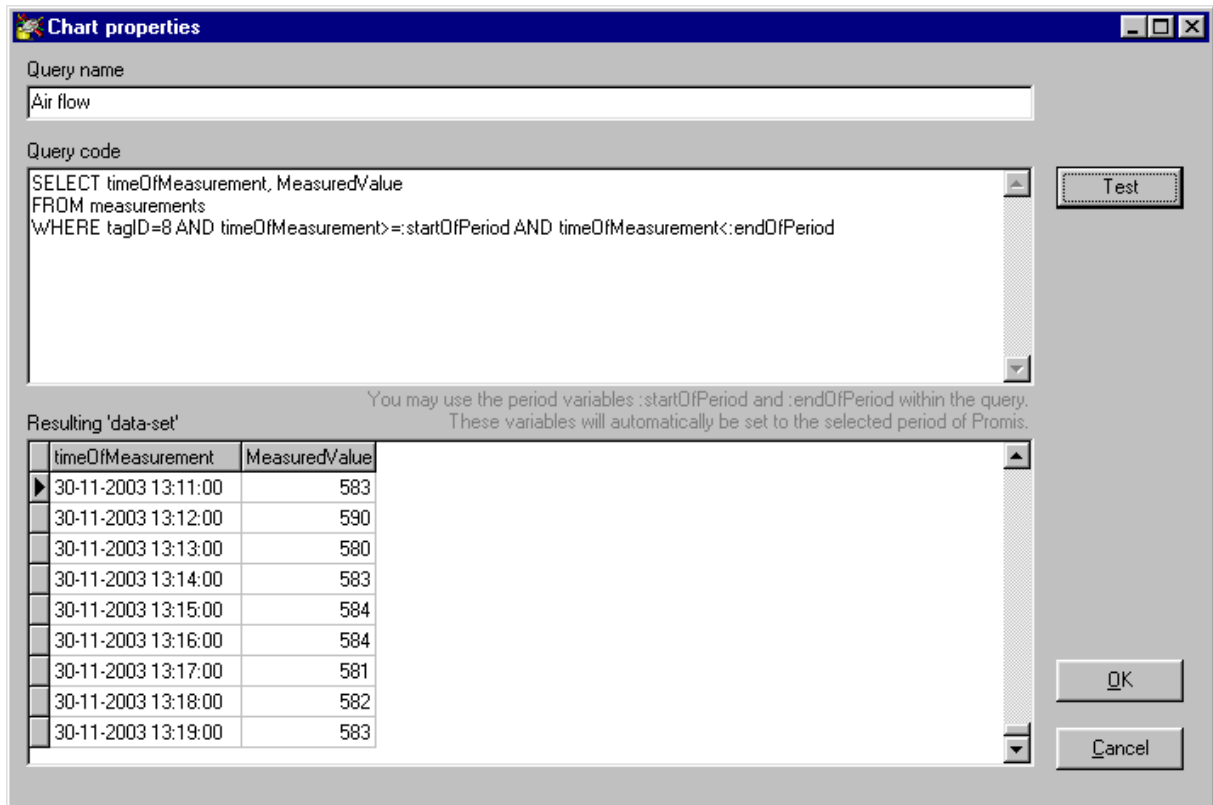 Chart properties
Query name
Air flow
Query code
SELECT timeOfMeasurement, MeasuredValue
FROM measurements
WHERE tagID=8 AND timeOfMeasurement>=:startOfPeriod AND timeOfMeasurement<:endOfPeriod
Test
You may use the period variables :startOfPeriod and :endOfPeriod within the query.
These variables will automatically be set to the selected period of Promis.
Resulting 'data-set'
timeOfMeasurement MeasuredValue
30-11-2003 13:11:00 583
30-11-2003 13:12:00 590
30-11-2003 13:13:00 580
30-11-2003 13:14:00 583
30-11-2003 13:15:00 584
30-11-2003 13:16:00 584
30-11-2003 13:17:00 581
30-11-2003 13:18:00 582
30-11-2003 13:19:00 583
OK
Cancel